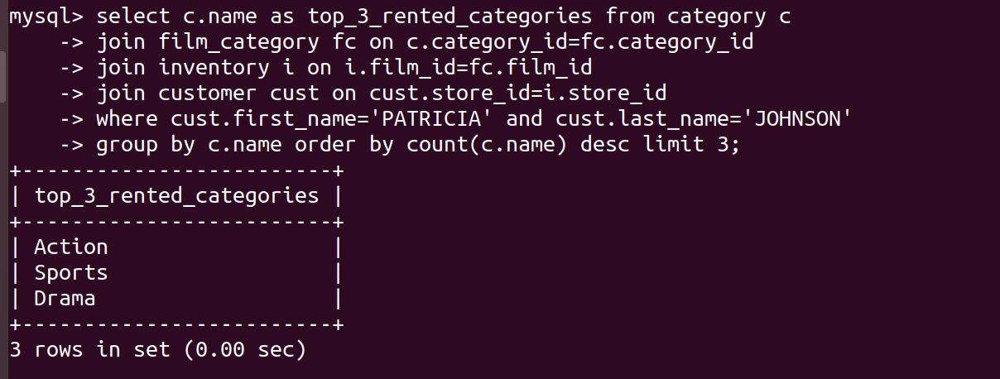 mysql> select c.name as top_3_rented_categories from category c
    -> join film_category fc on c.category_id=fc.category_id
    -> join inventory i on i.film_id=fc.film_id
    -> join customer cust on cust.store_id=i.store_id
    -> where cust.first_name='PATRICIA' and cust.last_name='JOHNSON'
    -> group by c.name order by count(c.name) desc limit 3;
+-------------------------+
| top_3_rented_categories |
+-------------------------+
| Action                  |
| Sports                  |
| Drama                   |
+-------------------------+
3 rows in set (0.00 sec)